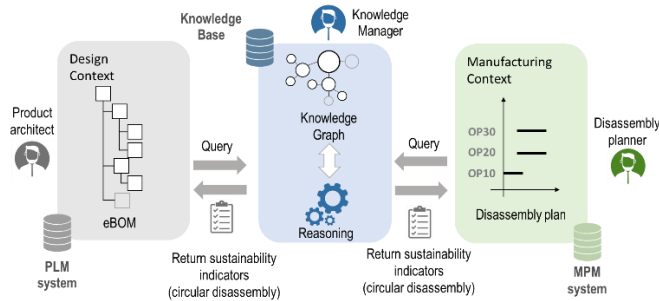 Knowledge
Base
Knowledge
Manager
Design
Context
Product
architect
eBOM
PLM
system
Query
Return sustainability
indicators
(circular disassembly)
Knowledge
Graph
Reasoning
Query
Return sustainability
indicators
(circular disassembly)
Manufacturing
Context
OP30
OP20
OP10
Disassembly plan
Disassembly
planner
MPM
system